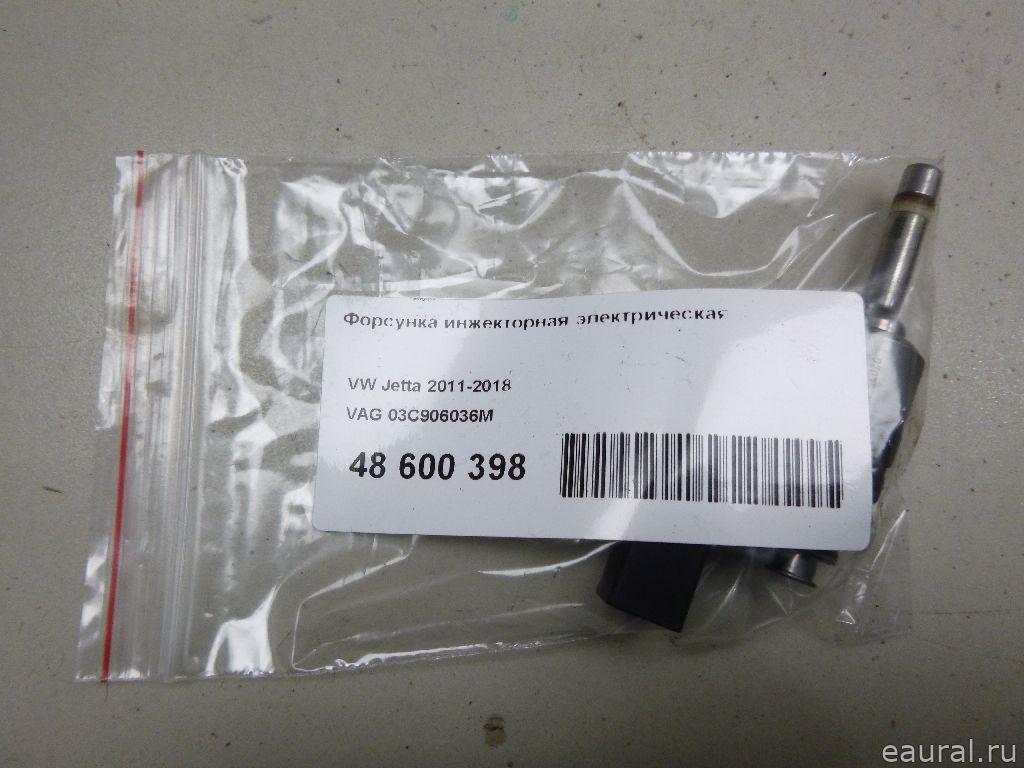 Форсунка инжекторная электрическая
VW Jetta 2011-2018
VAG 03C906036M
48 600 398
eaural.ru